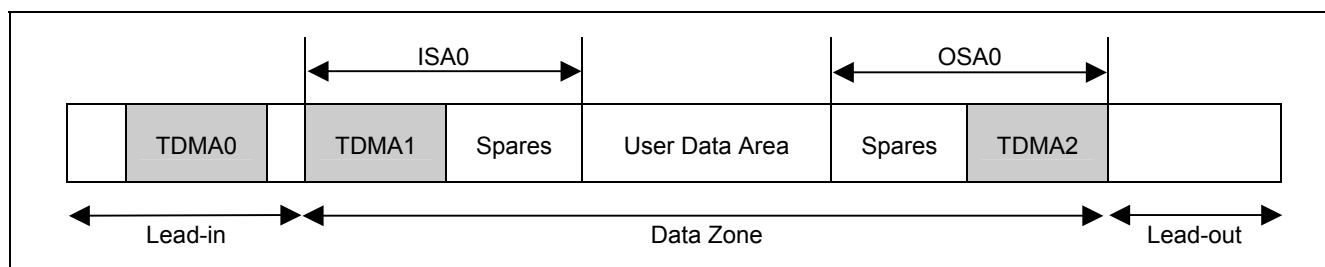 ISA0 OSA0
TDMA0 TDMA1 Spares User Data Area Spares TDMA2
Lead-in Data Zone Lead-out